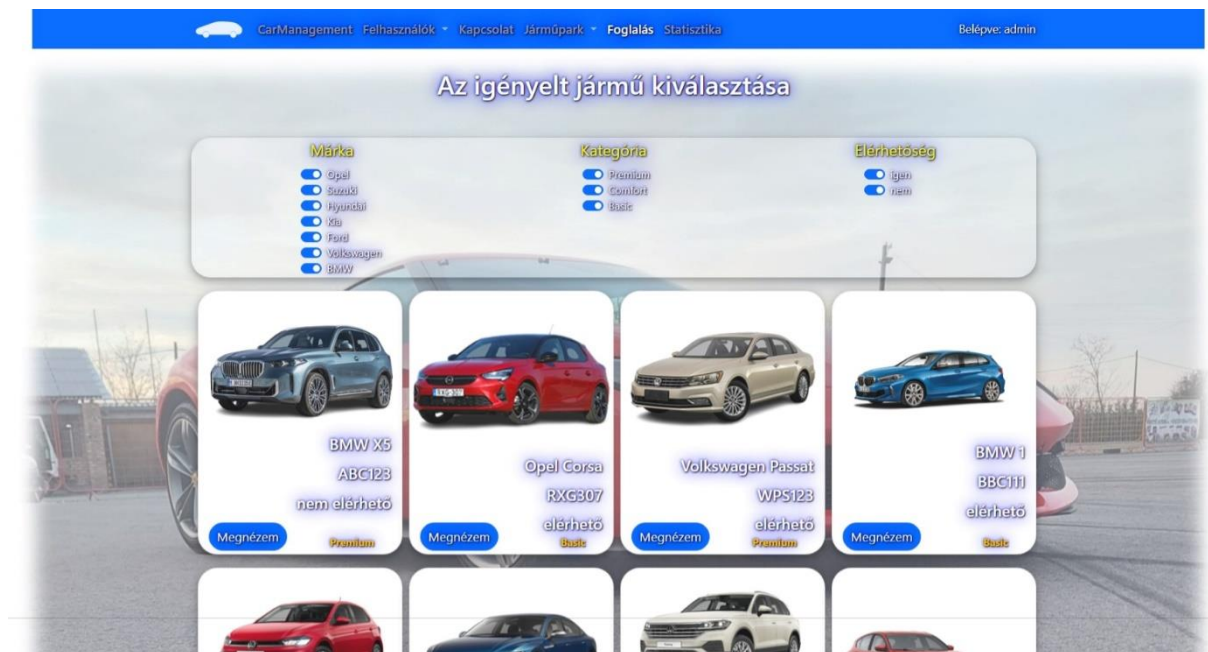 CarManagement Felhasználók Kapcsolat Járműpark Foglalás Statisztika Belépve: admin
Az igényelt jármű kiválasztása
Márka
Opel
Suzuki
Hyundai
Kia
Ford
Volkswagen
BMW
Kategória
Premium
Comfort
Basic
Elérhetőség
igen
nem
BMW X5
ABC123
nem elérhető
Megnézem Premium
RXG-307
Opel Corsa
RXG307
elérhető
Megnézem Basic
Volkswagen Passat
WPS123
elérhető
Megnézem Premium
BMW 1
BBC111
elérhető
Megnézem Basic